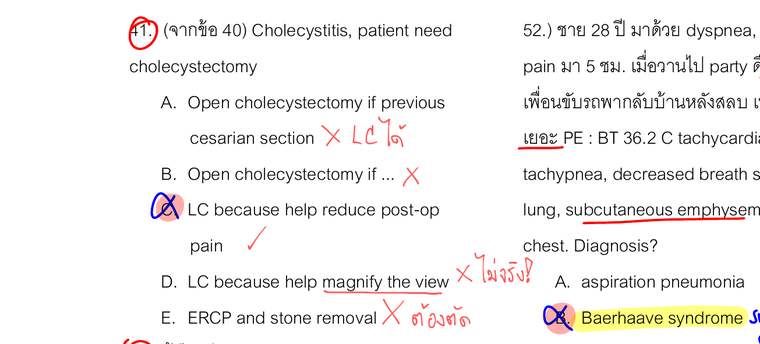 41. (จากข้อ 40) Cholecystitis, patient need
cholecystectomy
A. Open cholecystectomy if previous
cesarian section X LC ได้
B. Open cholecystectomy if ... X
C. LC because help reduce post-op
pain ✓
D. LC because help magnify the view X ไม่จริง?
E. ERCP and stone removal X ต้องตัด
52.) ชาย 28 ปี มาด้วย dyspnea,
pain มา 5 ชม. เมื่อวานไป party
เพื่อนขับรถพากลับบ้านหลังสลบ
เยอะ PE : BT 36.2 C
tachypnea, decreased breath
lung, subcutaneous
chest. Diagnosis?
A. aspiration pneumonia
B. Baerhaave syndrome